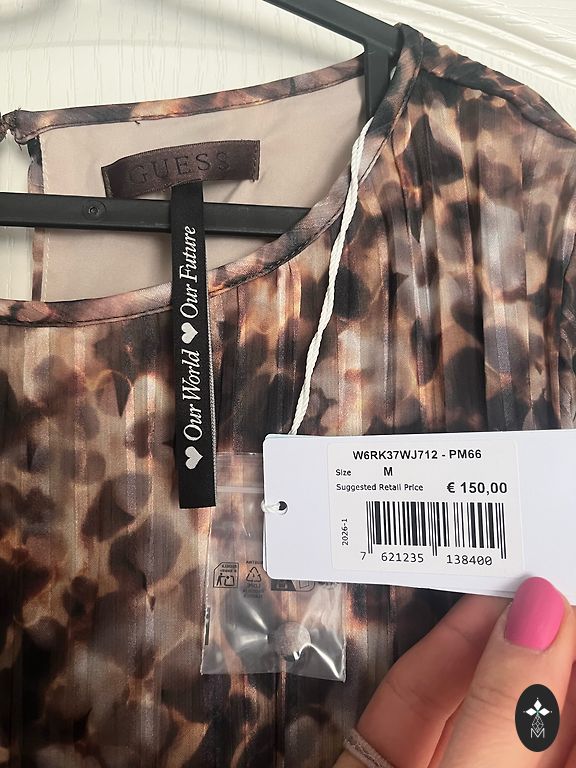 GUESS
♥ Our World ♥ Our Future
W6RK37WJ712 - PM66
Size M
Suggested Retail Price € 150,00
2026-1
7 621235 138400